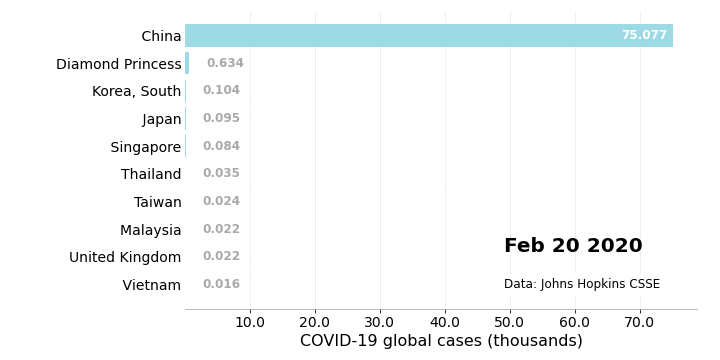 China 75.077
Diamond Princess 0.634
Korea, South 0.104
Japan 0.095
Singapore 0.084
Thailand 0.035
Taiwan 0.024
Malaysia 0.022
United Kingdom 0.022
Vietnam 0.016
Feb 20 2020
Data: Johns Hopkins CSSE
10.0 20.0 30.0 40.0 50.0 60.0 70.0
COVID-19 global cases (thousands)